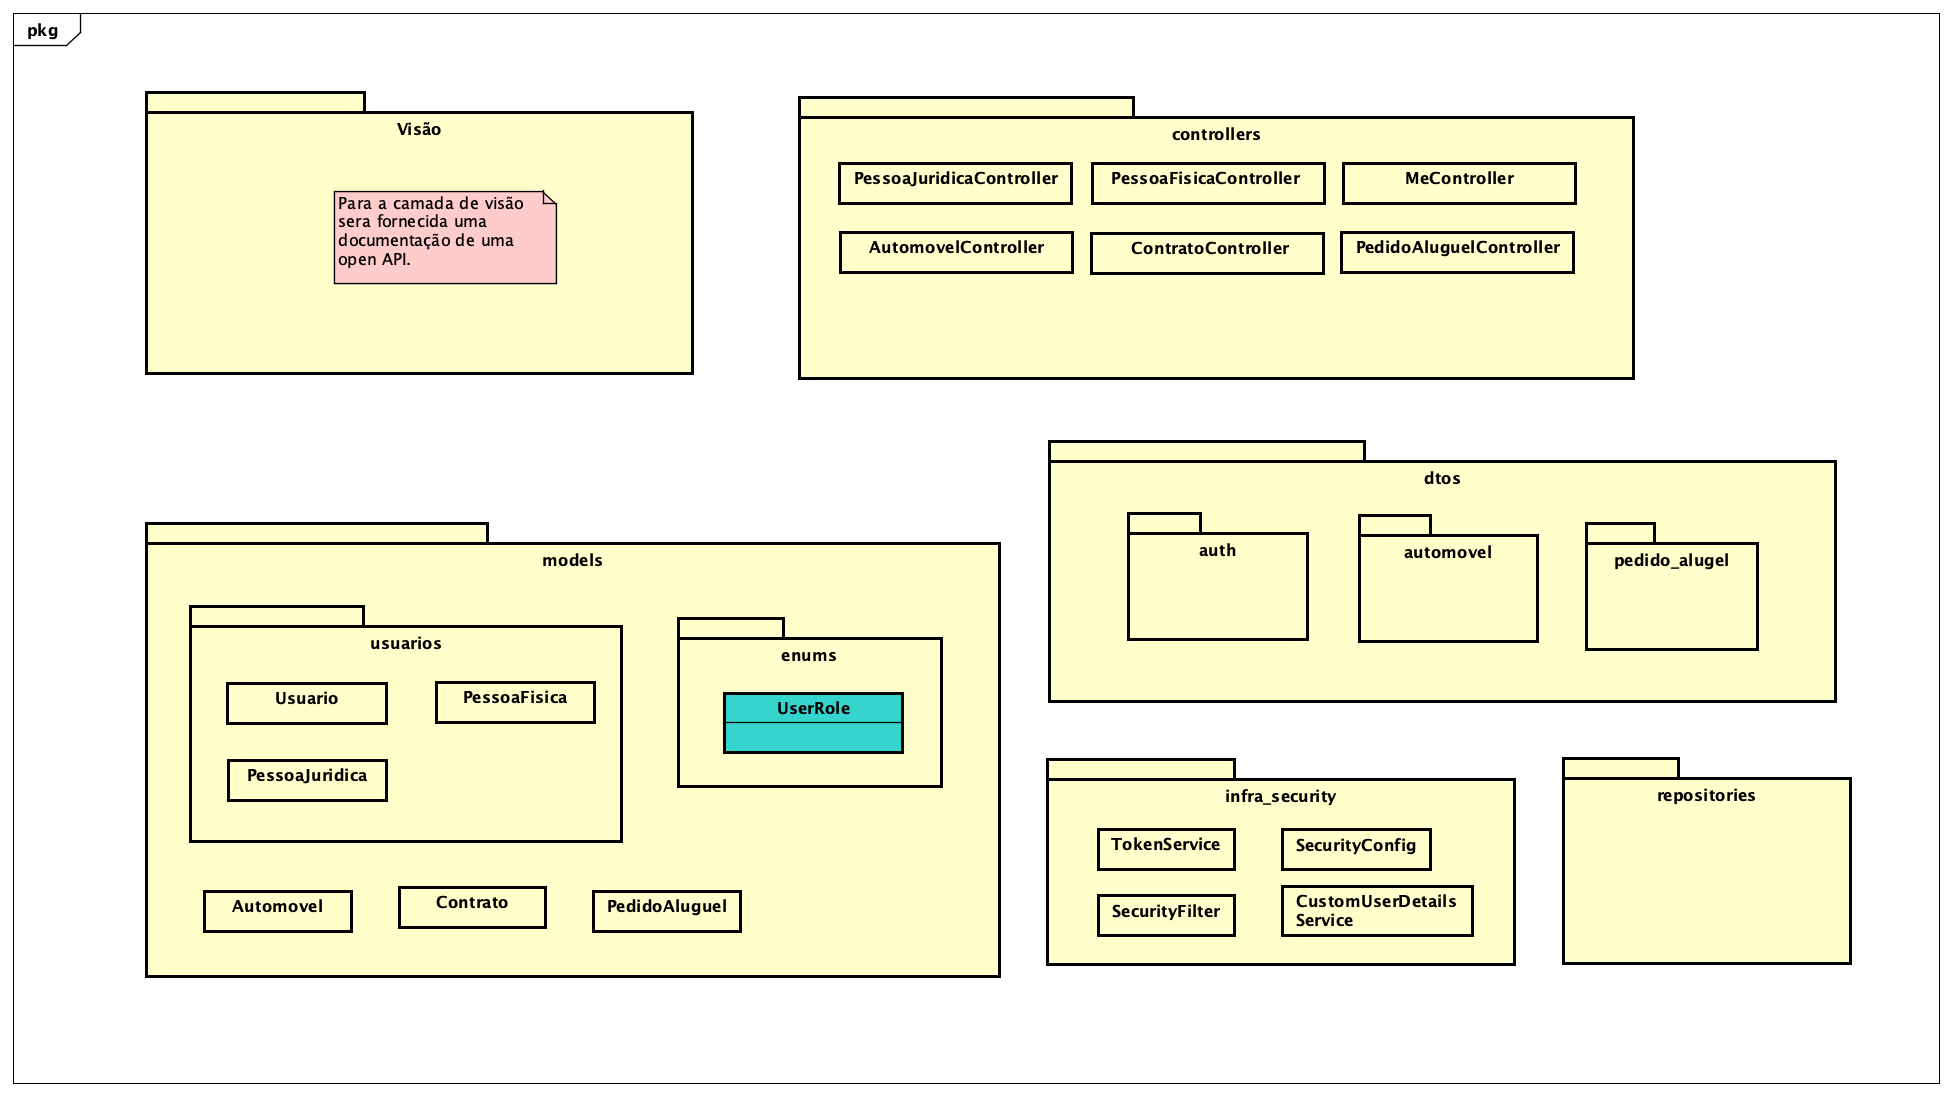 pkg
Visão
Para a camada de visão
sera fornecida uma
documentação de uma
open API.
controllers
PessoaJuridicaController
PessoaFisicaController
MeController
AutomovelController
ContratoController
PedidoAluguelController
models
usuarios
Usuario
PessoaFisica
PessoaJuridica
enums
UserRole
Automovel
Contrato
PedidoAluguel
dtos
auth
automovel
pedido_alugel
infra_security
TokenService
SecurityConfig
SecurityFilter
CustomUserDetails
Service
repositories